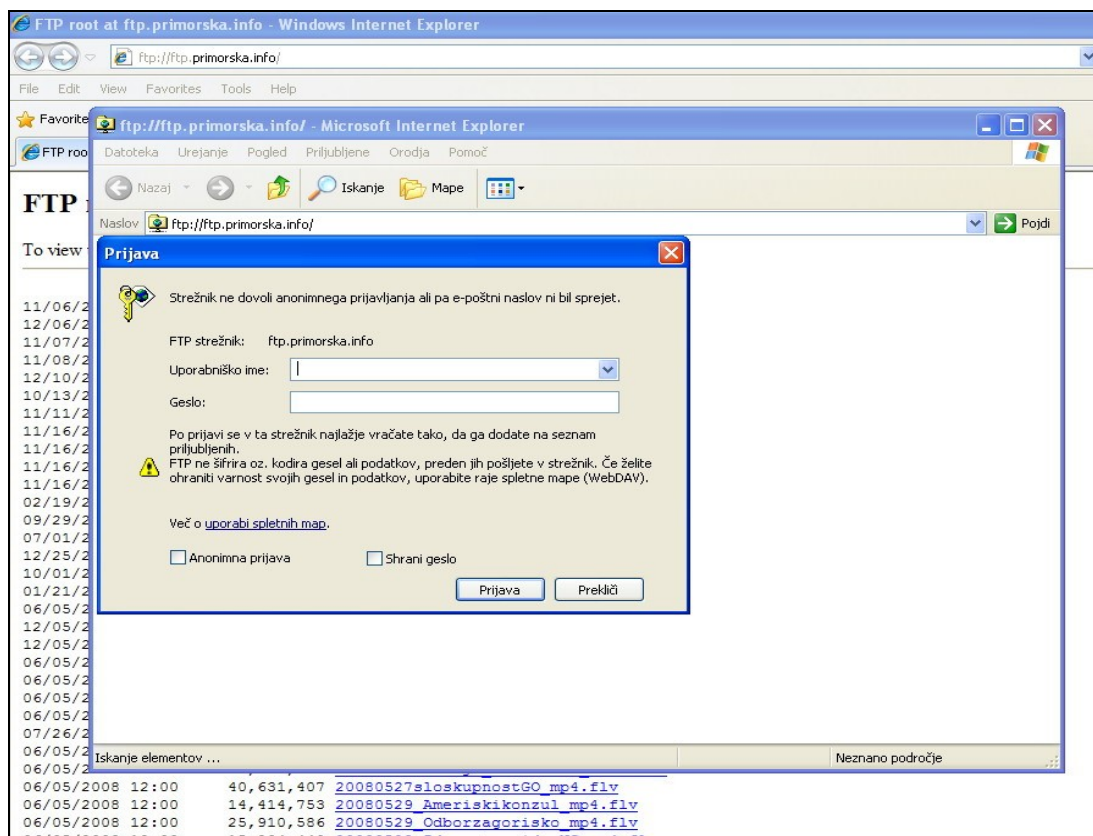 FTP root at ftp.primorska.info - Windows Internet Explorer
ftp://ftp.primorska.info/
File Edit View Favorites Tools Help
Favorite
FTP roo
FTP
To view
ftp://ftp.primorska.info/ - Microsoft Internet Explorer
Datoteka Urejanje Pogled Priljubljene Orodja Pomoč
Nazaj Iskanje Mape
Naslov ftp://ftp.primorska.info/ Pojdi
Prijava
Strežnik ne dovoli anonimnega prijavljanja ali pa e-poštni naslov ni bil sprejet.
FTP strežnik: ftp.primorska.info
Uporabniško ime:
Geslo:
Po prijavi se v ta strežnik najlažje vračate tako, da ga dodate na seznam
priljubljenih.
FTP ne šifrira oz. kodira gesel ali podatkov, preden jih pošljete v strežnik. Če želite
ohraniti varnost svojih gesel in podatkov, uporabite raje spletne mape (WebDAV).
Več o uporabi spletnih map.
Anonimna prijava Shrani geslo
Prijava Prekliči
11/06/2
12/06/2
11/07/2
11/08/2
12/10/2
10/13/2
11/11/2
11/16/2
11/16/2
11/16/2
11/16/2
02/19/2
09/29/2
07/01/2
12/25/2
10/01/2
01/21/2
06/05/2
12/05/2
12/05/2
06/05/2
06/05/2
06/05/2
06/05/2
07/26/2
06/05/2
06/05/2
Iskanje elementov ... Neznano področje
06/05/2008 12:00 40,631,407 20080527sloskupnostGO_mp4.flv
06/05/2008 12:00 14,414,753 20080529_Ameriskikonzul_mp4.flv
06/05/2008 12:00 25,910,586 20080529_Odborzagorisko_mp4.flv